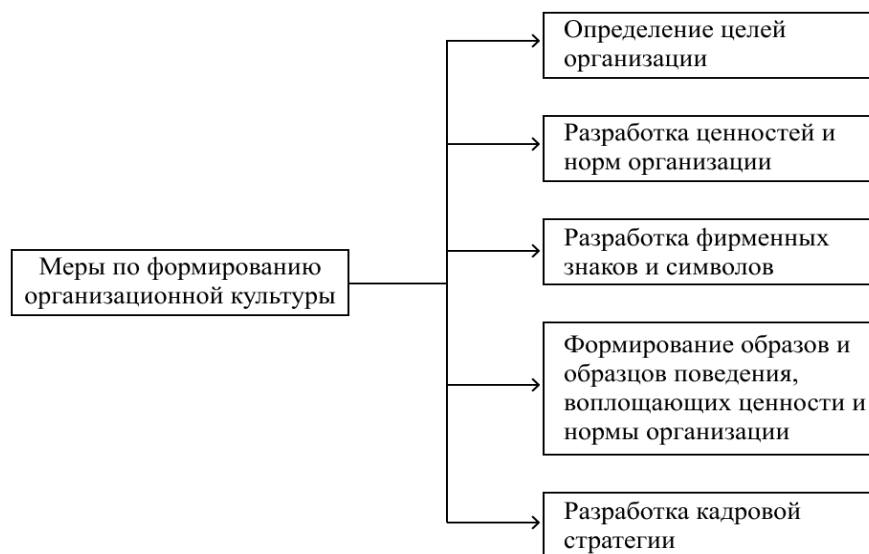 Определение целей
организации
Разработка ценностей и
норм организации
Разработка фирменных
знаков и символов
Меры по формированию
организационной культуры
Формирование образов и
образцов поведения,
воплощающих ценности и
нормы организации
Разработка кадровой
стратегии